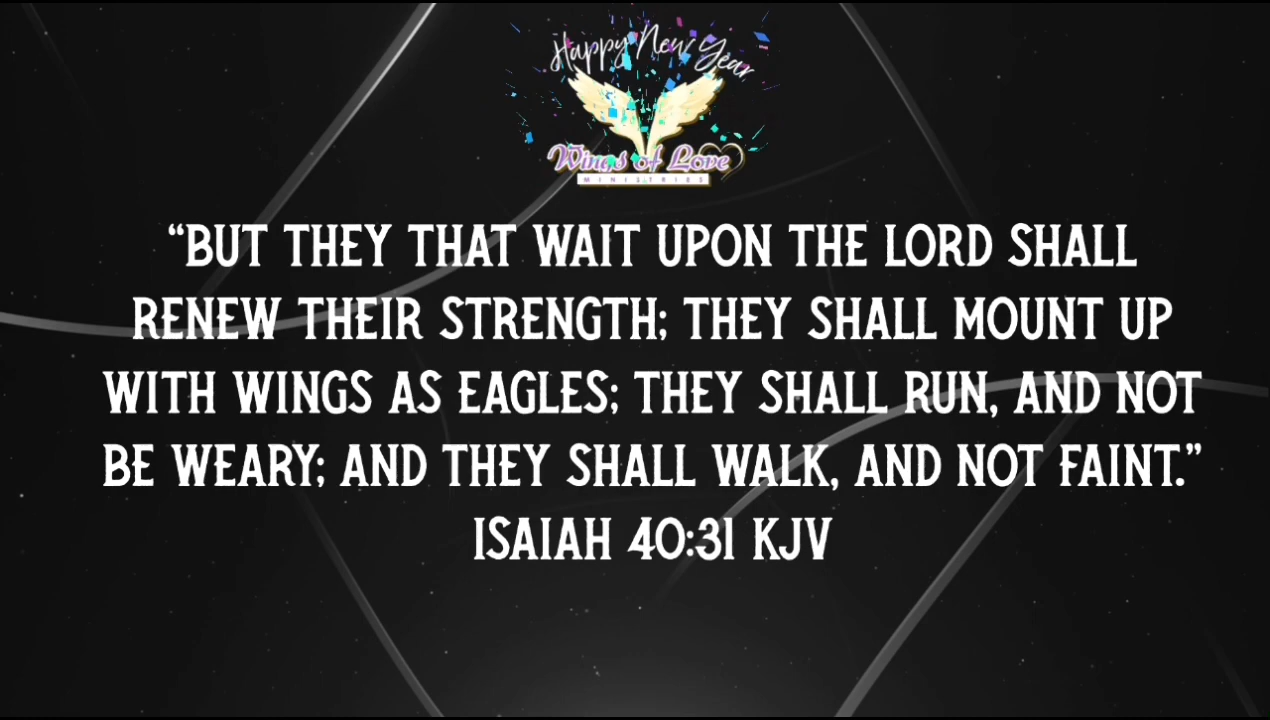 Happy New Year
Wings of Love
MINISTRIES
“BUT THEY THAT WAIT UPON THE LORD SHALL
RENEW THEIR STRENGTH; THEY SHALL MOUNT UP
WITH WINGS AS EAGLES; THEY SHALL RUN, AND NOT
BE WEARY; AND THEY SHALL WALK, AND NOT FAINT.”
ISAIAH 40:31 KJV